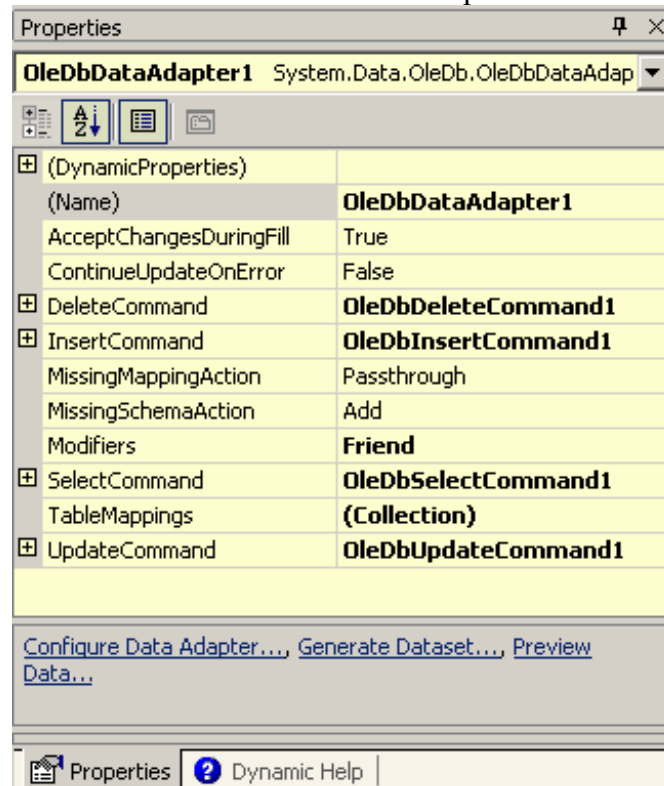 Properties
OleDbDataAdapter1 System.Data.OleDb.OleDbDataAdap
(DynamicProperties)
(Name) OleDbDataAdapter1
AcceptChangesDuringFill True
ContinueUpdateOnError False
DeleteCommand OleDbDeleteCommand1
InsertCommand OleDbInsertCommand1
MissingMappingAction Passthrough
MissingSchemaAction Add
Modifiers Friend
SelectCommand OleDbSelectCommand1
TableMappings (Collection)
UpdateCommand OleDbUpdateCommand1
Configure Data Adapter..., Generate Dataset..., Preview
Data...
Properties Dynamic Help